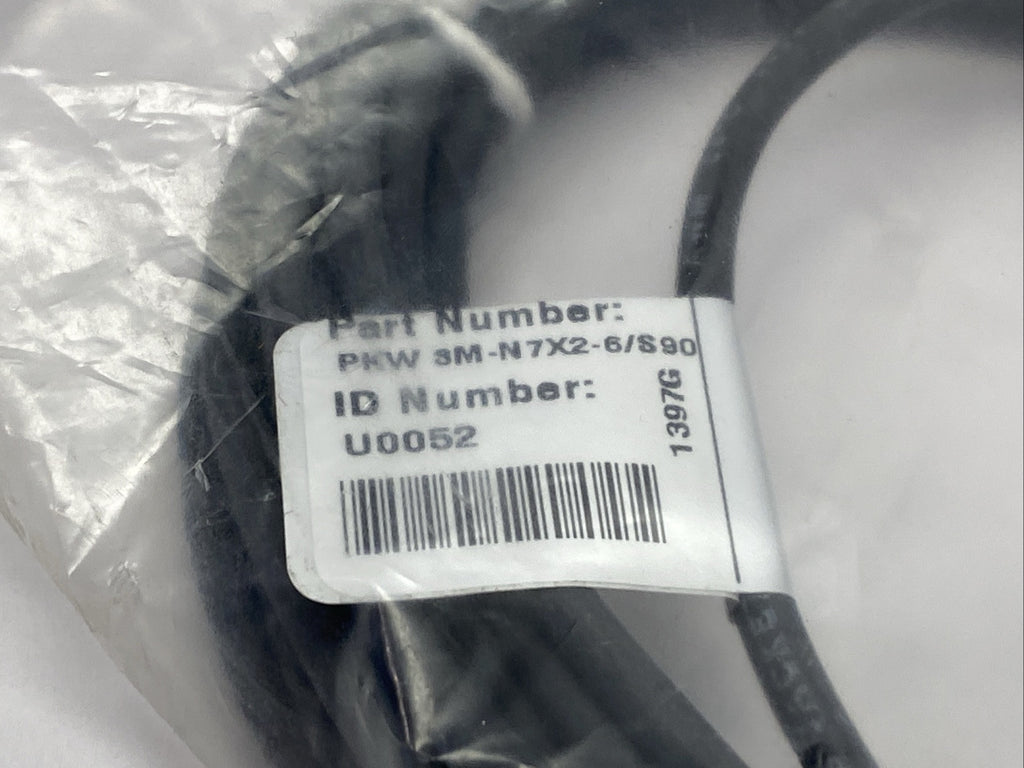 Part Number:
PKW 3M-N7X2-6/S90
ID Number:
U0052
1397G